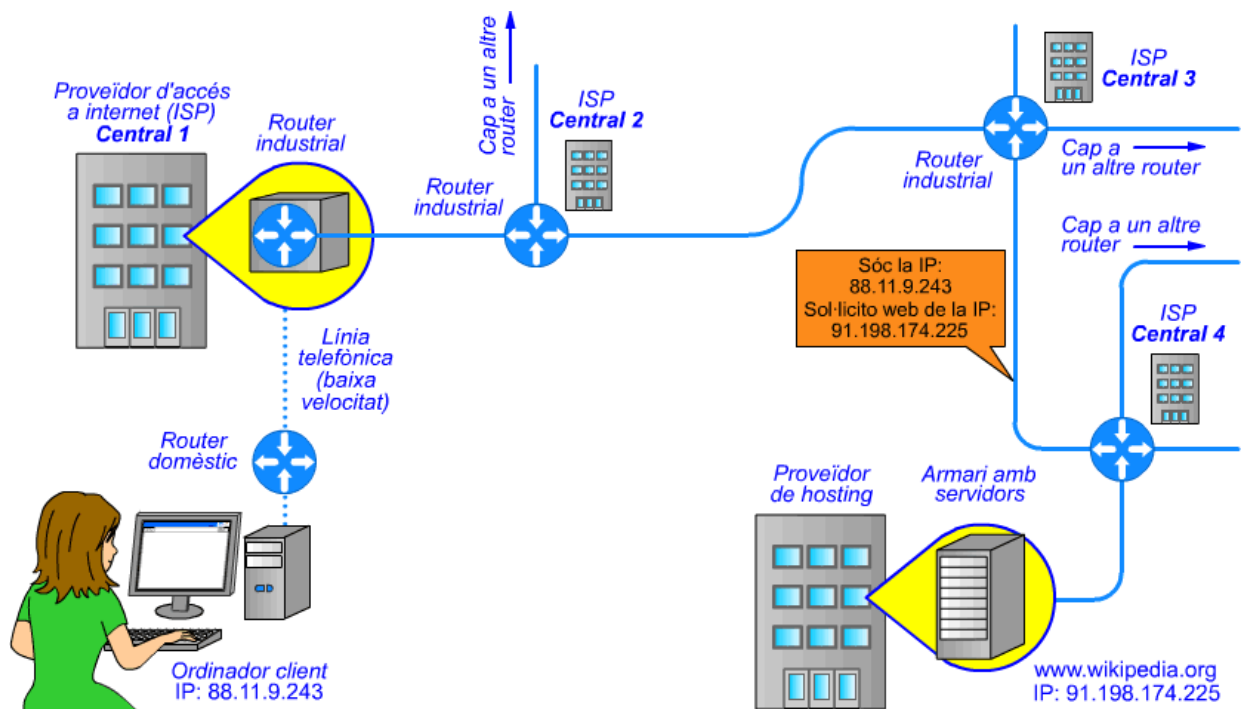 Proveïdor d'accés
a internet (ISP)
Central 1
Router
industrial
Cap a un altre
router
ISP
Central 2
Router
industrial
ISP
Central 3
Router
industrial
Cap a
un altre router
Cap a un altre
router
Sóc la IP:
88.11.9.243
Sol·licito web de la IP:
91.198.174.225
ISP
Central 4
Línia
telefònica
(baixa
velocitat)
Router
domèstic
Proveïdor
de hosting
Armari amb
servidors
Ordinador client
IP: 88.11.9.243
www.wikipedia.org
IP: 91.198.174.225